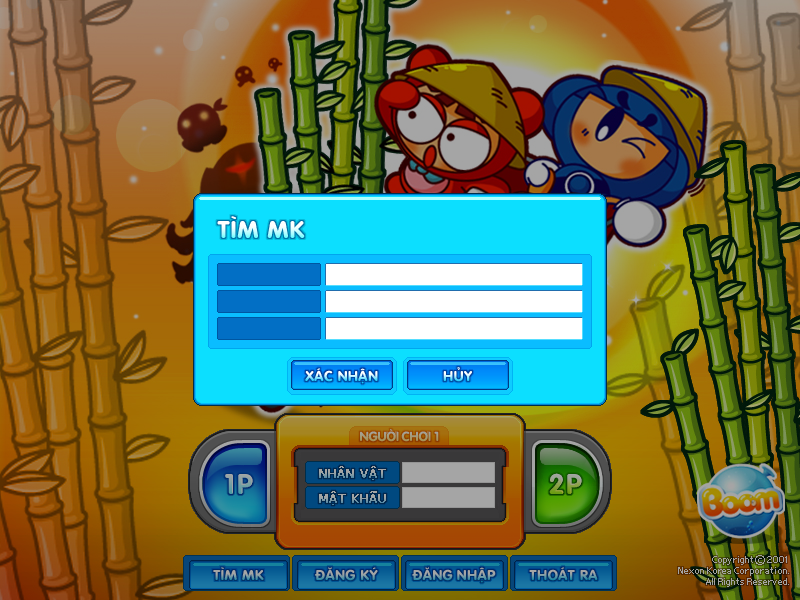 TÌM MK
XÁC NHẬN
HỦY
NGƯỜI CHƠI 1
1P
NHÂN VẬT
MẬT KHẨU
2P
Boom
TÌM MK
ĐĂNG KÝ
ĐĂNG NHẬP
THOÁT RA
Copyright © 2001
Nexon Korea Corporation.
All Rights Reserved.